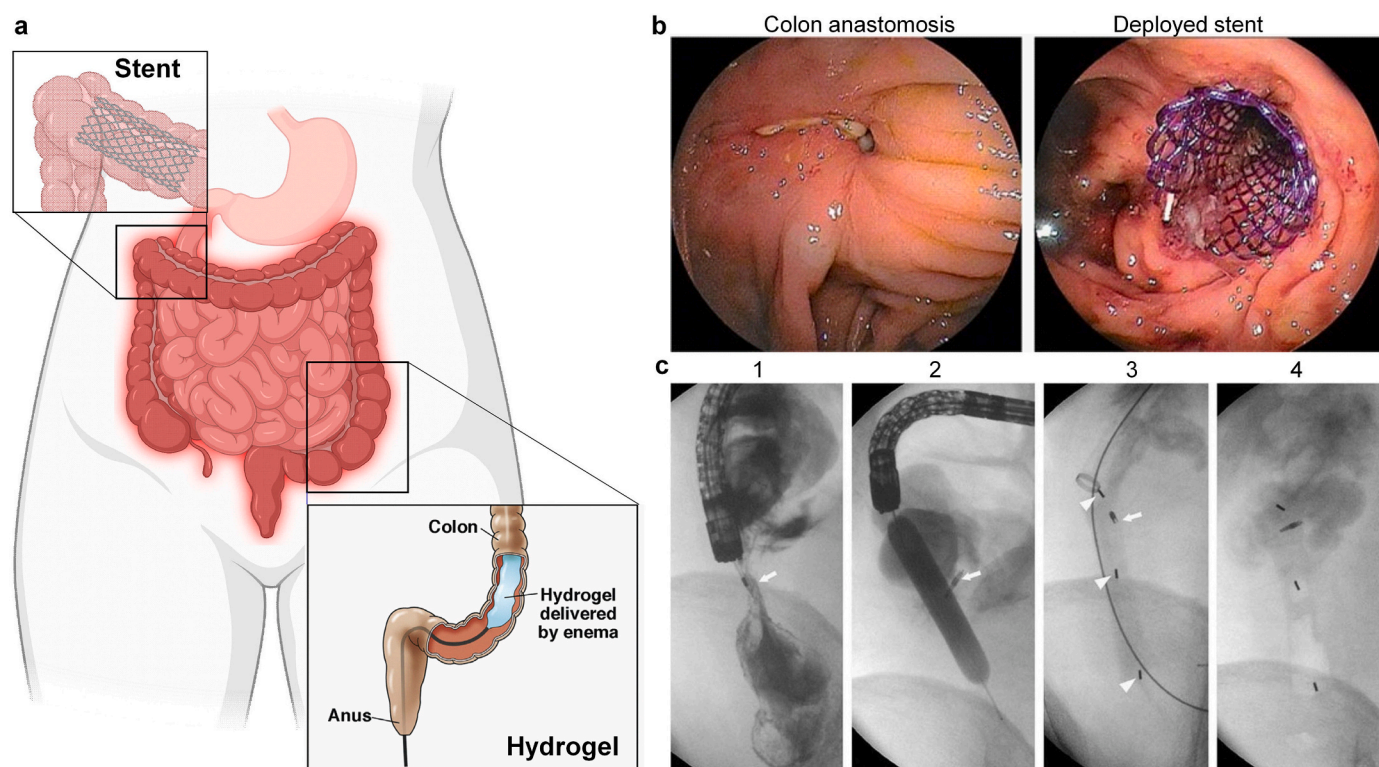 a
Stent
Colon
Hydrogel
delivered
by enema
Anus
Hydrogel
b
Colon anastomosis
Deployed stent
c
1
2
3
4